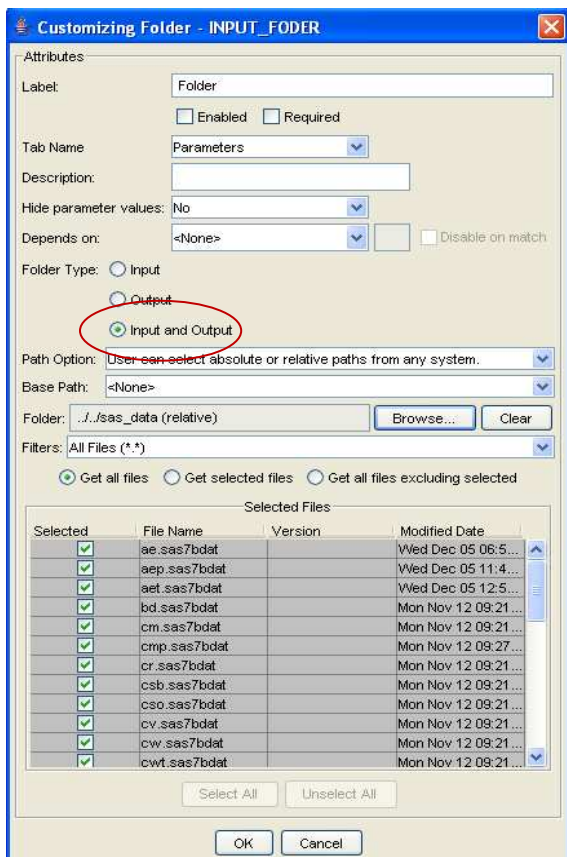 Customizing Folder - INPUT_FODER
Attributes
Label: Folder
Enabled Required
Tab Name Parameters
Description:
Hide parameter values: No
Depends on: <None> Disable on match
Folder Type: Input
Output
Input and Output
Path Option: User can select absolute or relative paths from any system.
Base Path: <None>
Folder: ../../sas_data (relative) Browse... Clear
Filters: All Files (*.*)
Get all files Get selected files Get all files excluding selected
Selected Files
Selected File Name Version Modified Date
ae.sas7bdat Wed Dec 05 06:5...
aep.sas7bdat Wed Dec 05 11:4...
aet.sas7bdat Wed Dec 05 12:5...
bd.sas7bdat Mon Nov 12 09:21...
cm.sas7bdat Mon Nov 12 09:21...
cmp.sas7bdat Mon Nov 12 09:27...
cr.sas7bdat Mon Nov 12 09:21...
csb.sas7bdat Mon Nov 12 09:21...
cso.sas7bdat Mon Nov 12 09:21...
cv.sas7bdat Mon Nov 12 09:21...
cw.sas7bdat Mon Nov 12 09:21...
cwt.sas7bdat Mon Nov 12 09:21...
Select All Unselect All
OK Cancel